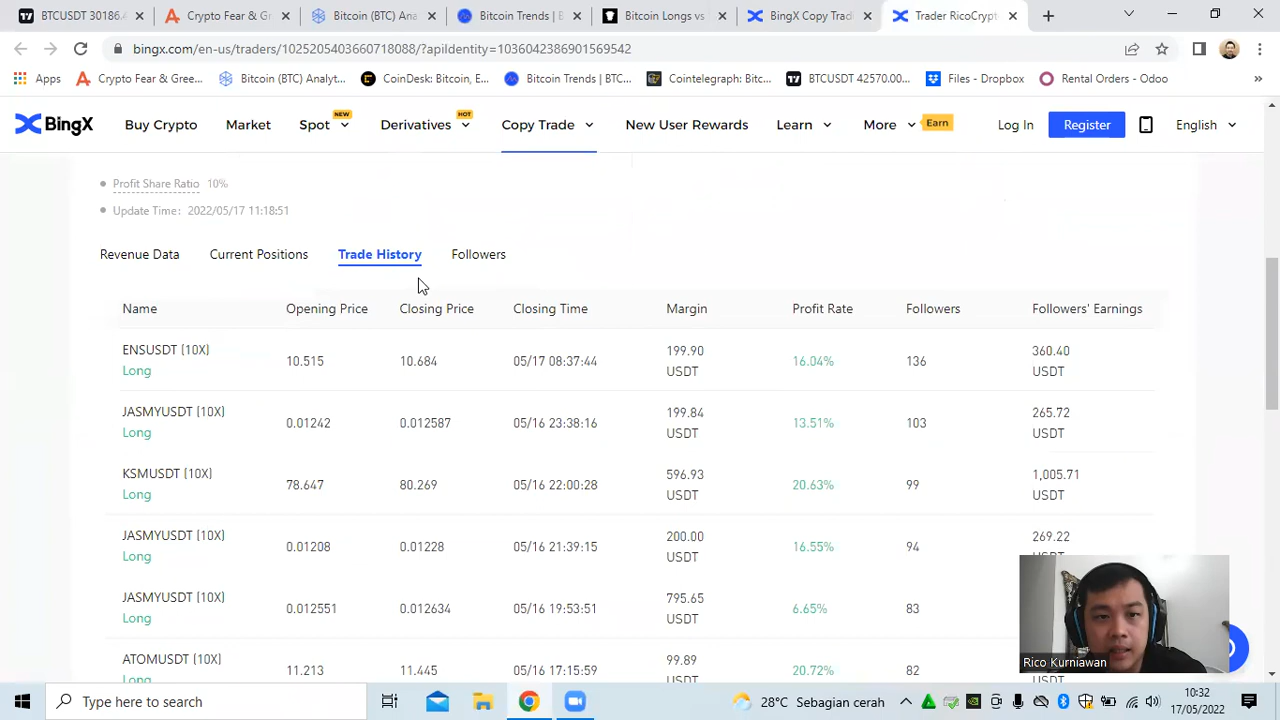 BTCUSDT 30186.4
Crypto Fear & Gr
Bitcoin (BTC) Ana
Bitcoin Trends | B
Bitcoin Longs vs
BingX Copy Trad
Trader RicoCrypt
bingx.com/en-us/traders/1025205403660718088/?apiIdentity=1036042386901569542
Apps
Crypto Fear & Gree...
Bitcoin (BTC) Analyt...
CoinDesk: Bitcoin, E...
Bitcoin Trends | BTC...
Cointelegraph: Bitc...
BTCUSDT 42570.00...
Files - Dropbox
Rental Orders - Odoo
BingX
Buy Crypto
Market
Spot
NEW
Derivatives
HOT
Copy Trade
New User Rewards
Learn
More
Earn
Log In
Register
English
Profit Share Ratio 10%
Update Time: 2022/05/17 11:18:51
Revenue Data Current Positions Trade History Followers
Name Opening Price Closing Price Closing Time Margin Profit Rate Followers Followers' Earnings
ENSUSDT (10X)
Long
10.515 10.684 05/17 08:37:44
199.90
USDT
16.04% 136
360.40
USDT
JASMYUSDT (10X)
Long
0.01242 0.012587 05/16 23:38:16
199.84
USDT
13.51% 103
265.72
USDT
KSMUSDT (10X)
Long
78.647 80.269 05/16 22:00:28
596.93
USDT
20.63% 99
1,005.71
USDT
JASMYUSDT (10X)
Long
0.01208 0.01228 05/16 21:39:15
200.00
USDT
16.55% 94
269.22
JASMYUSDT (10X)
Long
0.012551 0.012634 05/16 19:53:51
795.65
USDT
6.65% 83
ATOMUSDT (10X)
Long
11.213 11.445 05/16 17:15:59
99.89
USDT
20.72% 82
Rico Kurniawan
Type here to search
28°C Sebagian cerah
10:32
17/05/2022